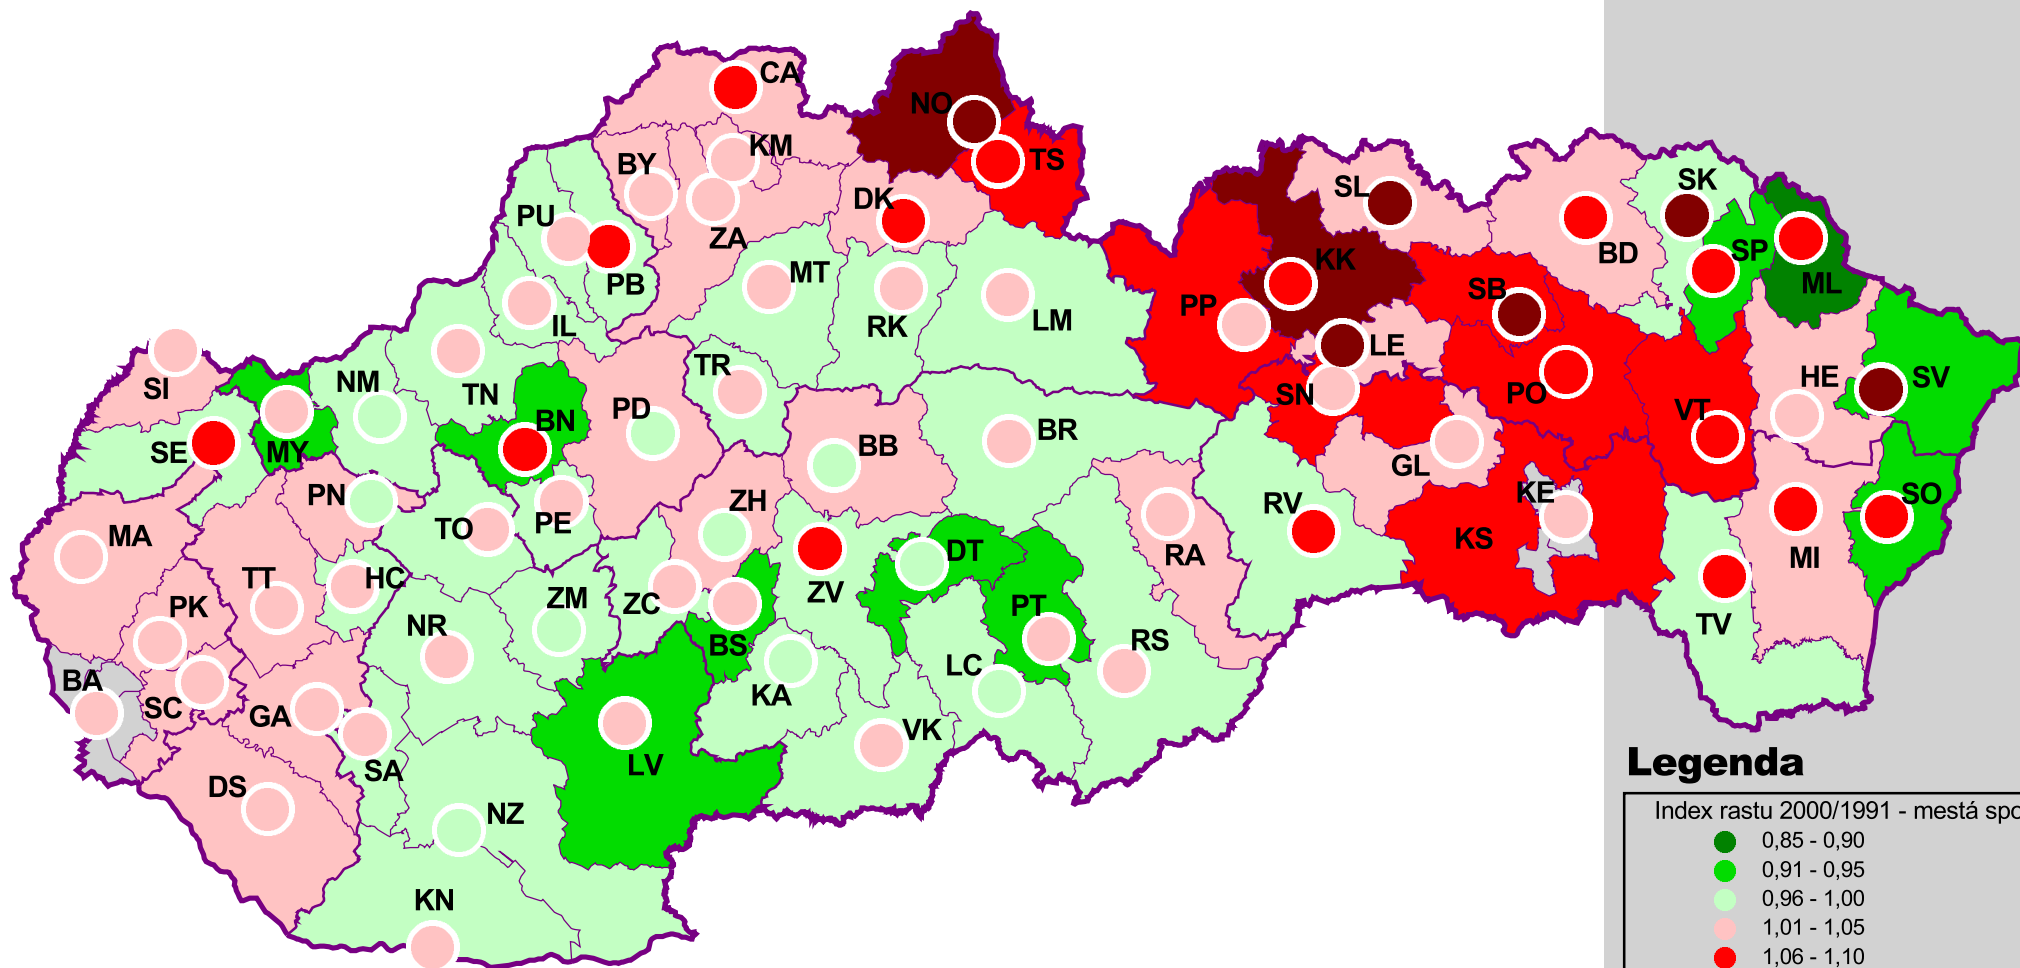 CA
NO
KM
BY
TS
DK
SL
SK
PU
ZA
BD
SP
KK
PB
MT
ML
SB
PP
IL
RK
LM
LE
TR
HE
SV
SI
NM
TN
SN
PO
BN
PD
VT
BR
SE
MY
BB
GL
PN
ZH
KE
SO
RV
MA
TO
PE
KS
DT
RA
MI
TT
HC
ZM
ZC
ZV
PK
PT
NR
TV
BS
RS
LC
BA
KA
SC
GA
VK
SA
LV
DS
NZ
KN
Legenda
Index rastu 2000/1991 - mestá
0,85 - 0,90
0,91 - 0,95
0,96 - 1,00
1,01 - 1,05
1,06 - 1,10